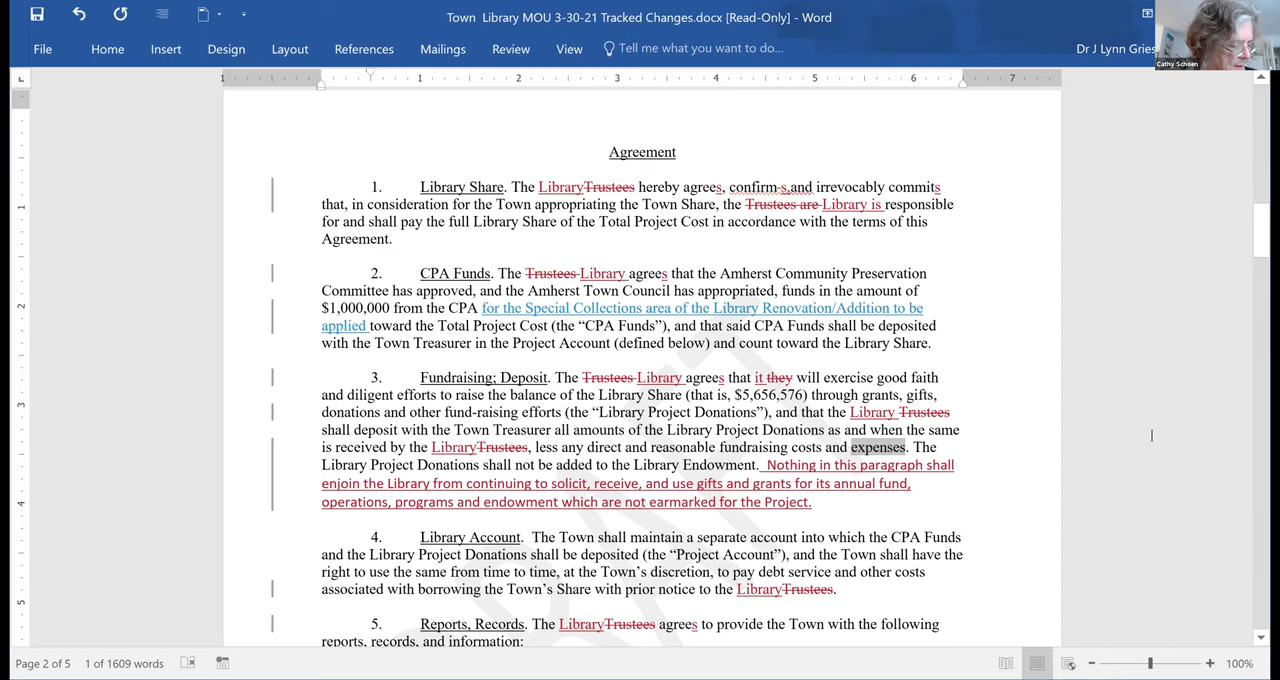 Town Library MOU 3-30-21 Tracked Changes.docx [Read-Only] - Word
File Home Insert Design Layout References Mailings Review View Tell me what you want to do... Dr J Lynn Gries
Cathy Schoen
1 1 2 3 4 5 6 7
Agreement
1. Library Share. The LibraryTrustees hereby agrees, confirm s,and irrevocably commits
that, in consideration for the Town appropriating the Town Share, the Trustees are Library is responsible
for and shall pay the full Library Share of the Total Project Cost in accordance with the terms of this
Agreement.
2. CPA Funds. The Trustees Library agrees that the Amherst Community Preservation
Committee has approved, and the Amherst Town Council has appropriated, funds in the amount of
$1,000,000 from the CPA for the Special Collections area of the Library Renovation/Addition to be
applied toward the Total Project Cost (the “CPA Funds”), and that said CPA Funds shall be deposited
with the Town Treasurer in the Project Account (defined below) and count toward the Library Share.
3. Fundraising; Deposit. The Trustees Library agrees that it they will exercise good faith
and diligent efforts to raise the balance of the Library Share (that is, $5,656,576) through grants, gifts,
donations and other fund-raising efforts (the “Library Project Donations”), and that the Library Trustees
shall deposit with the Town Treasurer all amounts of the Library Project Donations as and when the same
is received by the LibraryTrustees, less any direct and reasonable fundraising costs and expenses. The
Library Project Donations shall not be added to the Library Endowment. Nothing in this paragraph shall
enjoin the Library from continuing to solicit, receive, and use gifts and grants for its annual fund,
operations, programs and endowment which are not earmarked for the Project.
4. Library Account. The Town shall maintain a separate account into which the CPA Funds
and the Library Project Donations shall be deposited (the “Project Account”), and the Town shall have the
right to use the same from time to time, at the Town’s discretion, to pay debt service and other costs
associated with borrowing the Town’s Share with prior notice to the LibraryTrustees.
5. Reports, Records. The LibraryTrustees agrees to provide the Town with the following
reports, records, and information:
DRAFT
1
2
3
4
5
Page 2 of 5 1 of 1609 words 100%